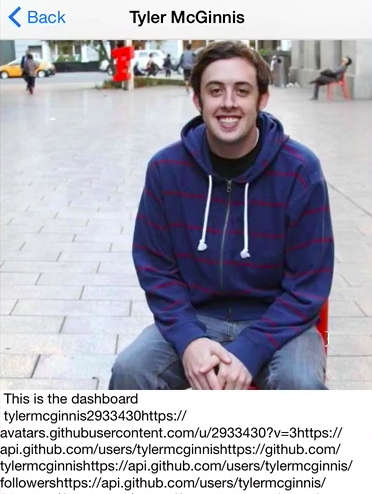 Back
Tyler McGinnis
This is the dashboard
tylermcginnis2933430https://
avatars.githubusercontent.com/u/2933430?v=3https://
api.github.com/users/tylermcginnishttps://github.com/
tylermcginnishttps://api.github.com/users/tylermcginnis/
followershttps://api.github.com/users/tylermcginnis/